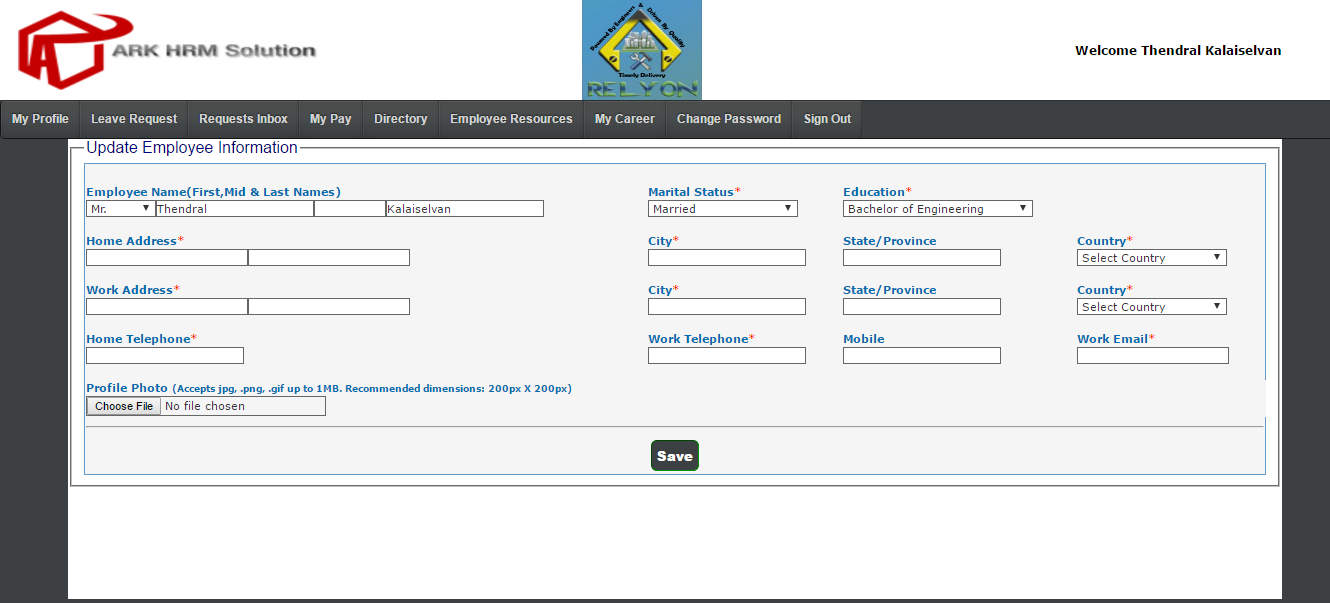 ARK HRM Solution
Powered By Engineers & Driven By Quality
Timely Delivery
RELYON
Welcome Thendral Kalaiselvan
My Profile Leave Request Requests Inbox My Pay Directory Employee Resources My Career Change Password Sign Out
Update Employee Information
Employee Name(First,Mid & Last Names) Marital Status* Education*
Mr. Thendral Kalaiselvan Married Bachelor of Engineering
Home Address* City* State/Province Country*
Select Country
Work Address* City* State/Province Country*
Select Country
Home Telephone* Work Telephone* Mobile Work Email*
Profile Photo (Accepts jpg, .png, .gif up to 1MB. Recommended dimensions: 200px X 200px)
Choose File No file chosen
Save